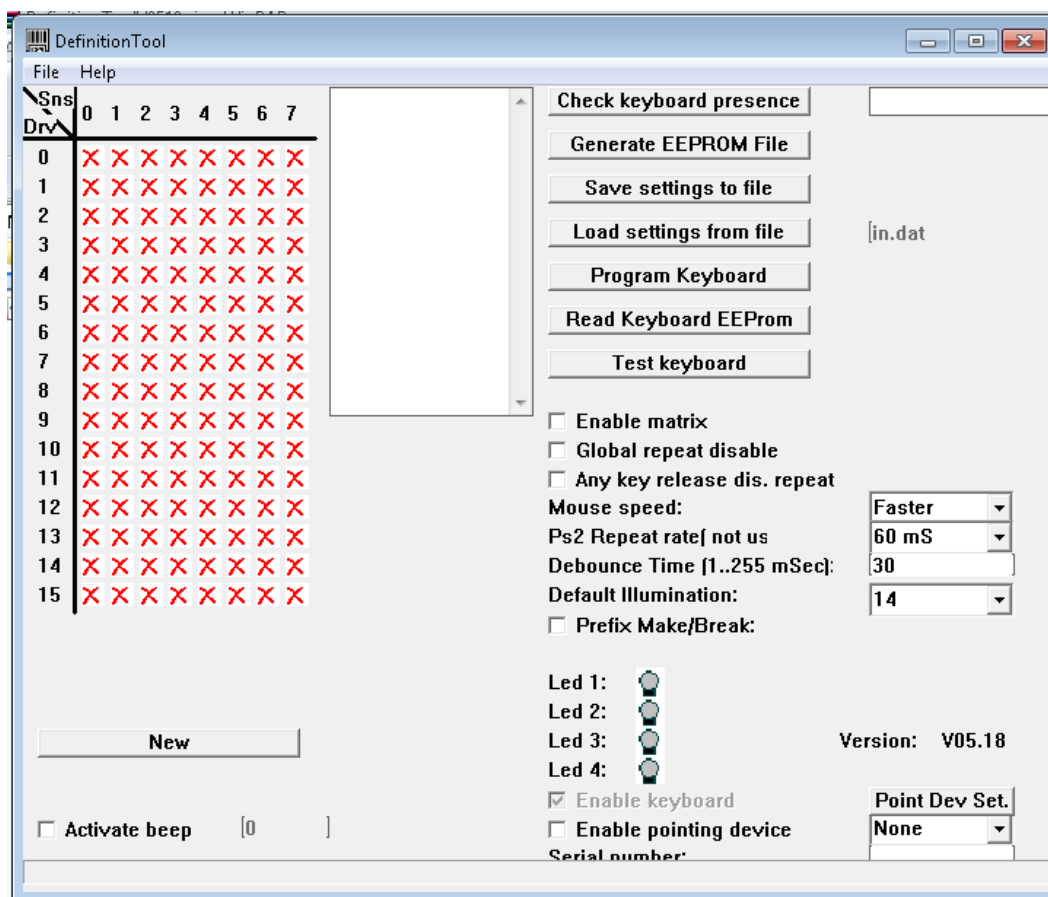 DefinitionTool
File Help
Sns
Drv
0 1 2 3 4 5 6 7
0 X X X X X X X X
1 X X X X X X X X
2 X X X X X X X X
3 X X X X X X X X
4 X X X X X X X X
5 X X X X X X X X
6 X X X X X X X X
7 X X X X X X X X
8 X X X X X X X X
9 X X X X X X X X
10 X X X X X X X X
11 X X X X X X X X
12 X X X X X X X X
13 X X X X X X X X
14 X X X X X X X X
15 X X X X X X X X
New
Activate beep [0 ]
Check keyboard presence
Generate EEPROM File
Save settings to file
Load settings from file [in.dat
Program Keyboard
Read Keyboard EEProm
Test keyboard
Enable matrix
Global repeat disable
Any key release dis. repeat
Mouse speed: Faster
Ps2 Repeat rate( not us 60 mS
Debounce Time (1..255 mSec): [30 ]
Default Illumination: 14
Prefix Make/Break:
Led 1:
Led 2:
Led 3:
Led 4:
Version: V05.18
Enable keyboard Point Dev Set.
Enable pointing device None
Serial number: